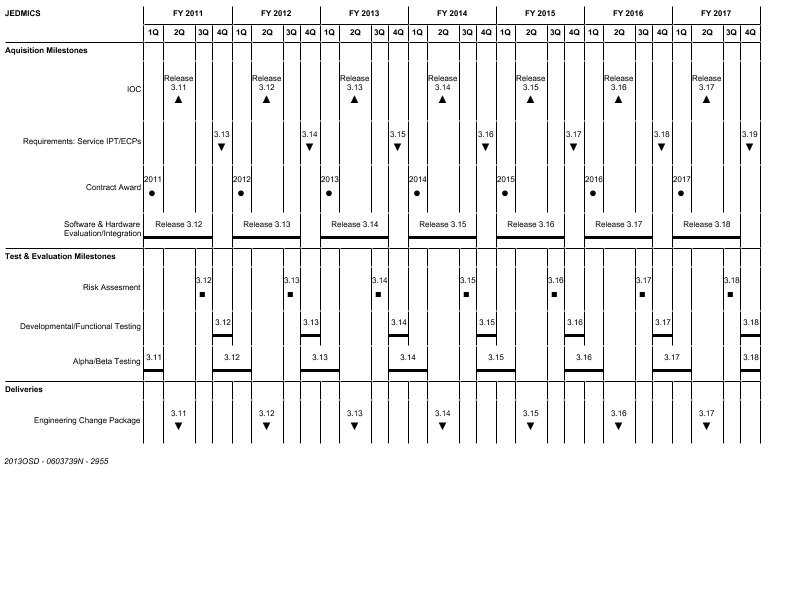 JEDMICS FY 2011 FY 2012 FY 2013 FY 2014 FY 2015 FY 2016 FY 2017
1Q 2Q 3Q 4Q 1Q 2Q 3Q 4Q 1Q 2Q 3Q 4Q 1Q 2Q 3Q 4Q 1Q 2Q 3Q 4Q 1Q 2Q 3Q 4Q 1Q 2Q 3Q 4Q
Aquisition Milestones
IOC
Release 3.11
Release 3.12
Release 3.13
Release 3.14
Release 3.15
Release 3.16
Release 3.17
Requirements: Service IPT/ECPs 3.13 3.14 3.15 3.16 3.17 3.18 3.19
Contract Award 2011 2012 2013 2014 2015 2016 2017
Software & Hardware
Evaluation/Integration
Release 3.12 Release 3.13 Release 3.14 Release 3.15 Release 3.16 Release 3.17 Release 3.18
Test & Evaluation Milestones
Risk Assesment 3.12 3.13 3.14 3.15 3.16 3.17 3.18
Developmental/Functional Testing 3.12 3.13 3.14 3.15 3.16 3.17 3.18
Alpha/Beta Testing 3.11 3.12 3.13 3.14 3.15 3.16 3.17 3.18
Deliveries
Engineering Change Package 3.11 3.12 3.13 3.14 3.15 3.16 3.17
2013OSD - 0603739N - 2955